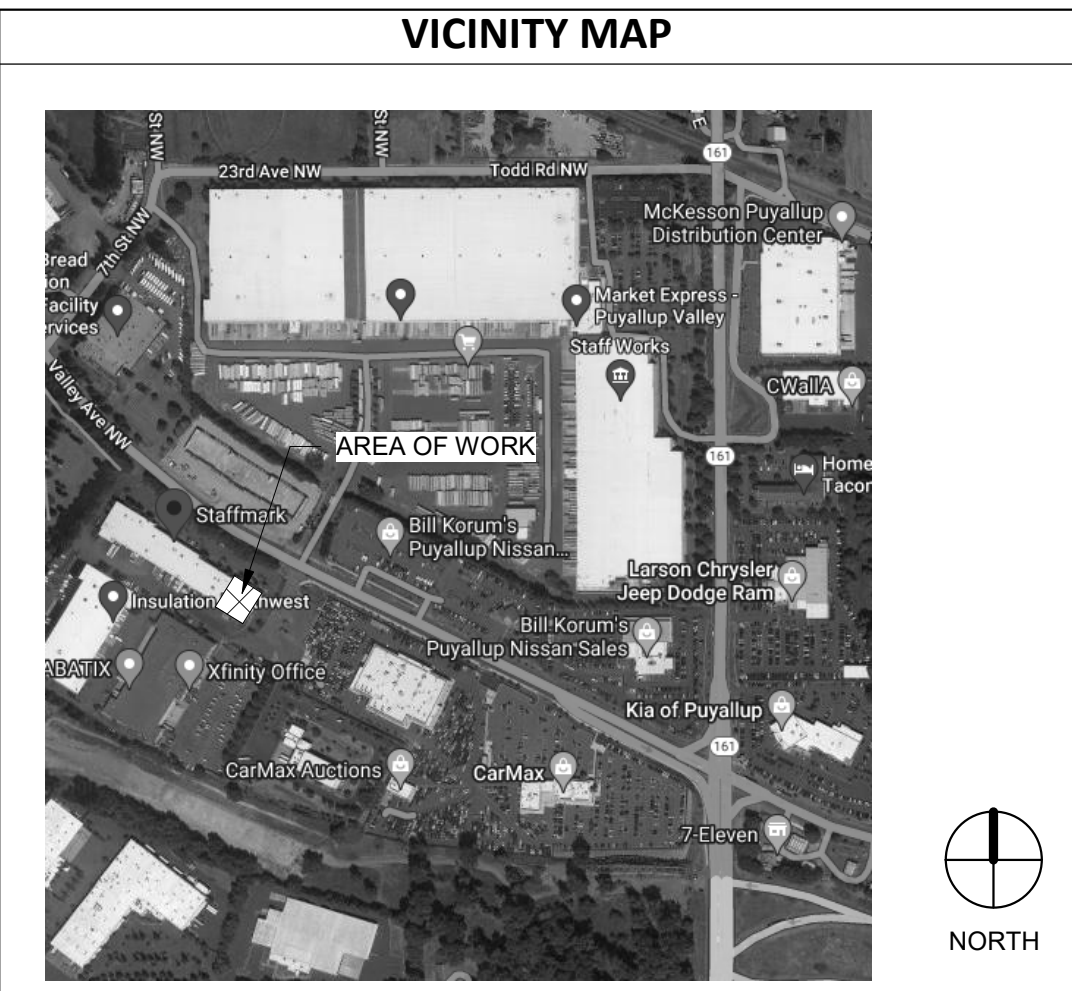 VICINITY MAP
St NW
St NW
E
161
23rd Ave NW
Todd Rd NW
McKesson Puyallup
Distribution Center
7th St NW
Bread
ion
Facility
ervices
Market Express -
Puyallup Valley
Staff Works
CWallA
Valley Ave NW
AREA OF WORK
161
Home
Tacor
Staffmark
Bill Korum's
Puyallup Nissan...
Larson Chrysler
Jeep Dodge Ram
Insulation
nwest
Bill Korum's
Puyallup Nissan Sales
ABATIX
Xfinity Office
Kia of Puyallup
161
CarMax Auctions
CarMax
7-Eleven
NORTH